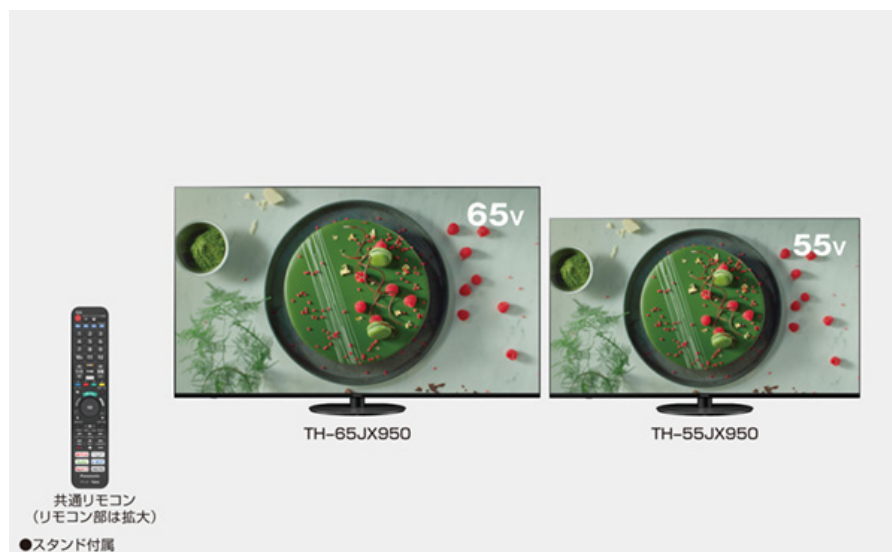 65V
55V
TH-65JX950
TH-55JX950
Panasonic
共通リモコン
（リモコン部は拡大）
●スタンド付属